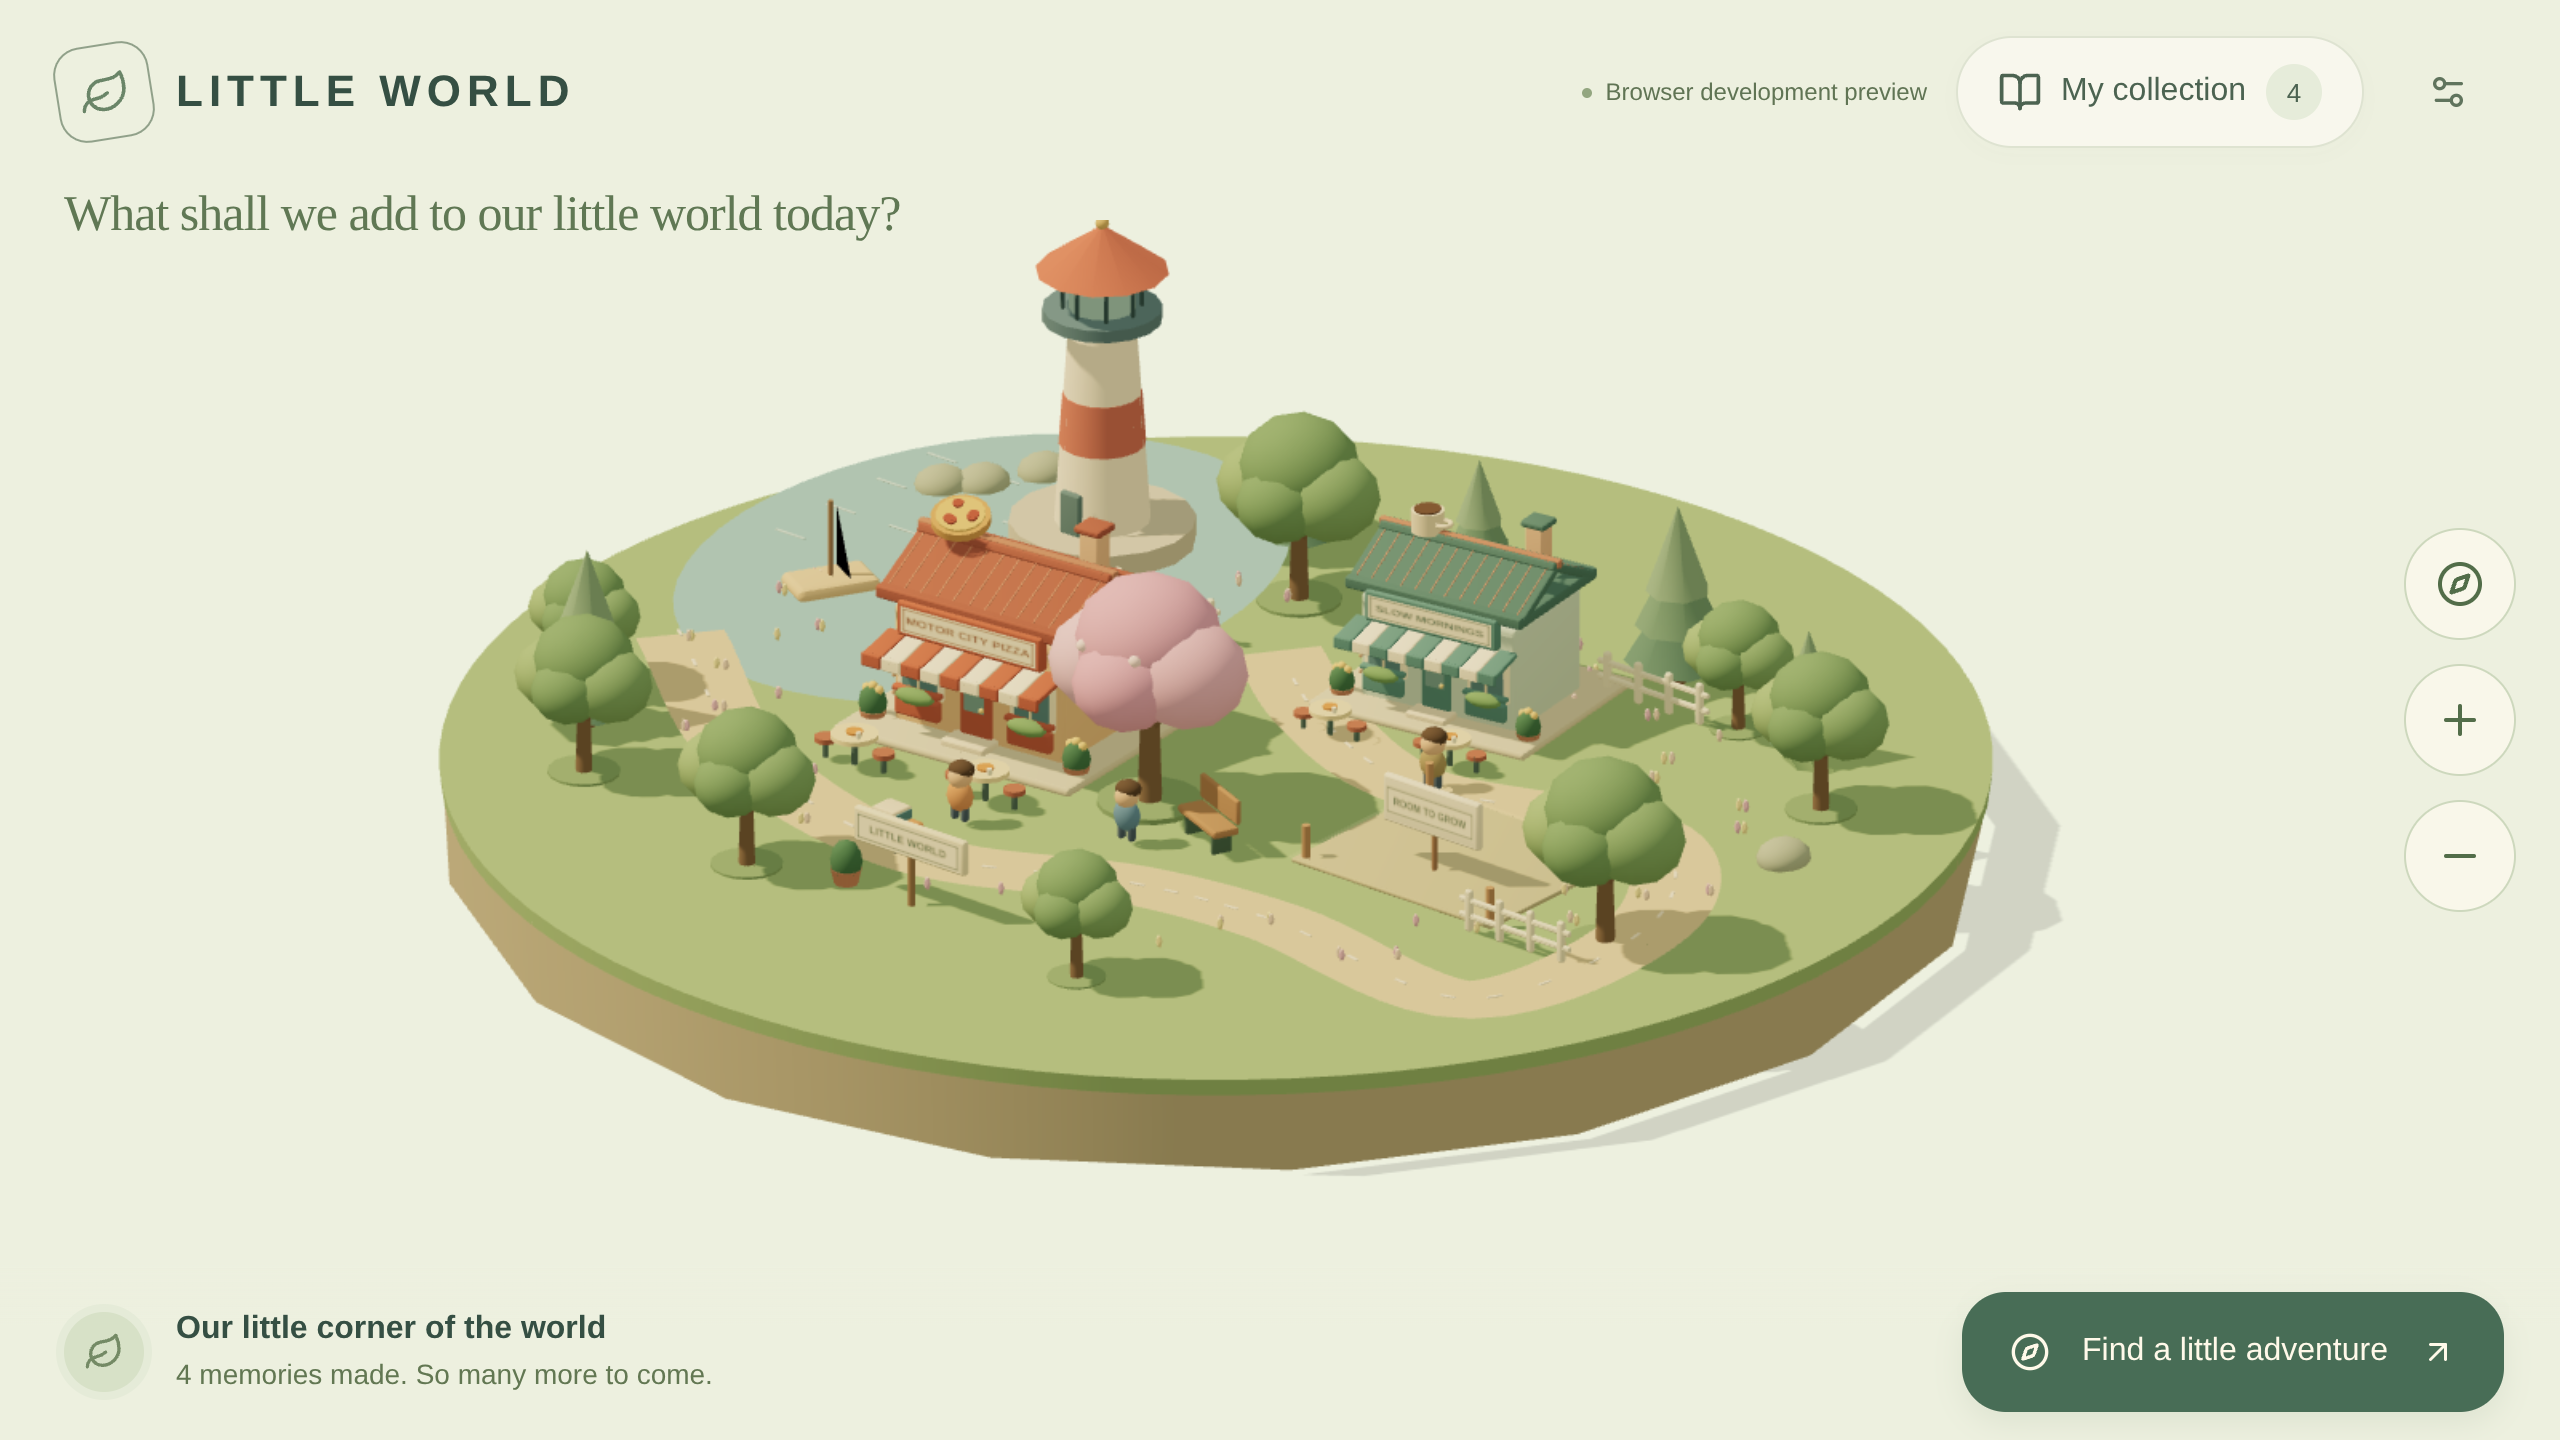 LITTLE WORLD
Browser development preview
My collection 4
What shall we add to our little world today?
MOTOR CITY PIZZA
SLOW MORNINGS
ROOM TO GROW
LITTLE WORLD
Our little corner of the world
4 memories made. So many more to come.
Find a little adventure